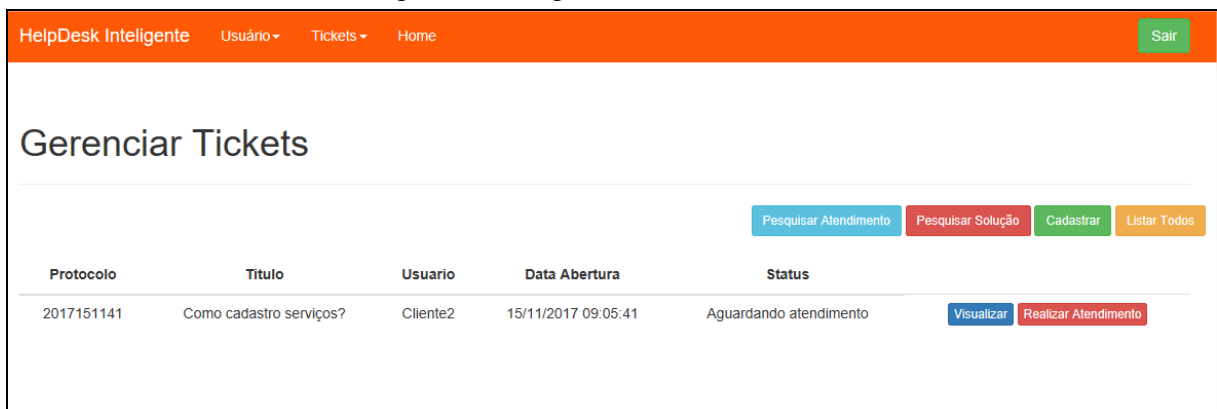 HelpDesk Inteligente Usuário Tickets Home Sair
Gerenciar Tickets
Pesquisar Atendimento Pesquisar Solução Cadastrar Listar Todos
Protocolo Titulo Usuario Data Abertura Status
2017151141 Como cadastro serviços? Cliente2 15/11/2017 09:05:41 Aguardando atendimento Visualizar Realizar Atendimento